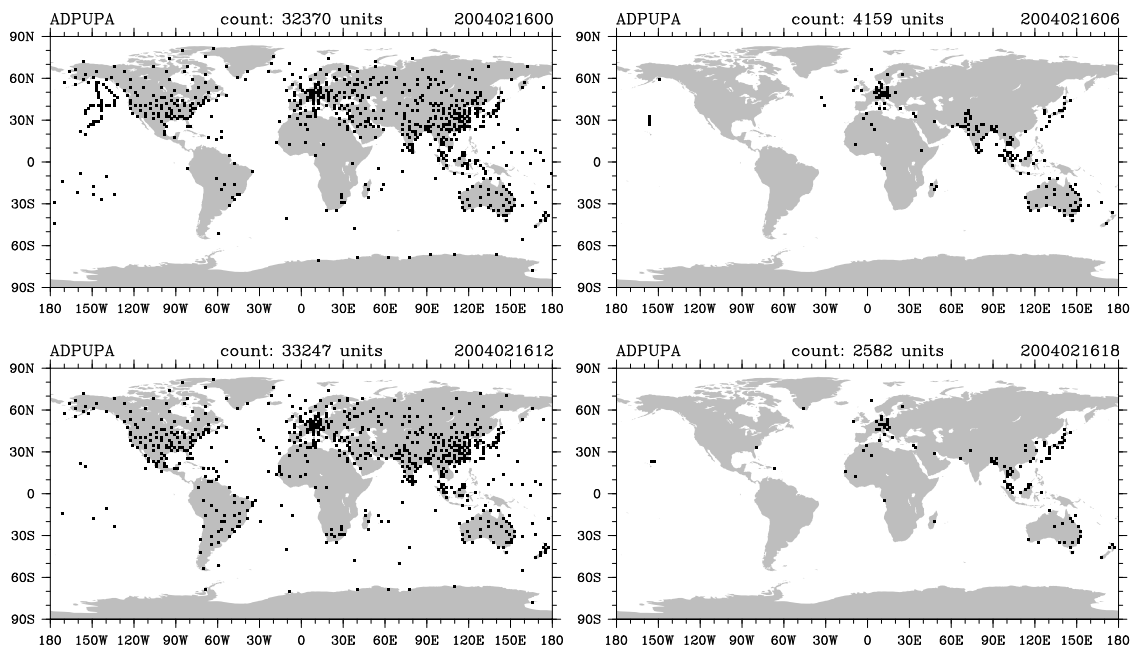 ADPUPA count: 32370 units 2004021600
90N
60N
30N
0
30S
60S
90S
180 150W 120W 90W 60W 30W 0 30E 60E 90E 120E 150E 180
ADPUPA count: 4159 units 2004021606
90N
60N
30N
0
30S
60S
90S
180 150W 120W 90W 60W 30W 0 30E 60E 90E 120E 150E 180
ADPUPA count: 33247 units 2004021612
90N
60N
30N
0
30S
60S
90S
180 150W 120W 90W 60W 30W 0 30E 60E 90E 120E 150E 180
ADPUPA count: 2582 units 2004021618
90N
60N
30N
0
30S
60S
90S
180 150W 120W 90W 60W 30W 0 30E 60E 90E 120E 150E 180